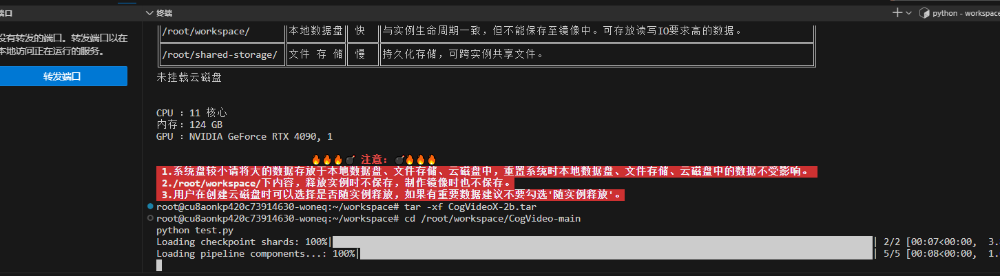 端口
终端
python - workspace
没有转发的端口。转发端口以在
本地访问正在运行的服务。
转发端口
/root/workspace/ 本地数据盘 快 与实例生命周期一致，但不能保存至镜像中。可存放读写IO要求高的数据。
/root/shared-storage/ 文件 存 储 慢 持久化存储，可跨实例共享文件。
未挂载云磁盘
CPU ：11 核心
内存：124 GB
GPU ：NVIDIA GeForce RTX 4090, 1
注意：
1.系统盘较小请将大的数据存放于本地数据盘、文件存储、云磁盘中，重置系统时本地数据盘、文件存储、云磁盘中的数据不受影响。
2./root/workspace/下内容，释放实例时不保存，制作镜像时也不保存。
3.用户在创建云磁盘时可以选择是否随实例释放，如果有重要数据建议不要勾选'随实例释放'。
root@cu8aonkp420c73914630-woneq:~/workspace# tar -xf CogVideoX-2b.tar
root@cu8aonkp420c73914630-woneq:~/workspace# cd /root/workspace/CogVideo-main
python test.py
Loading checkpoint shards: 100%| | 2/2 [00:07<00:00, 3.
Loading pipeline components...: 100%| | 5/5 [00:08<00:00, 1.